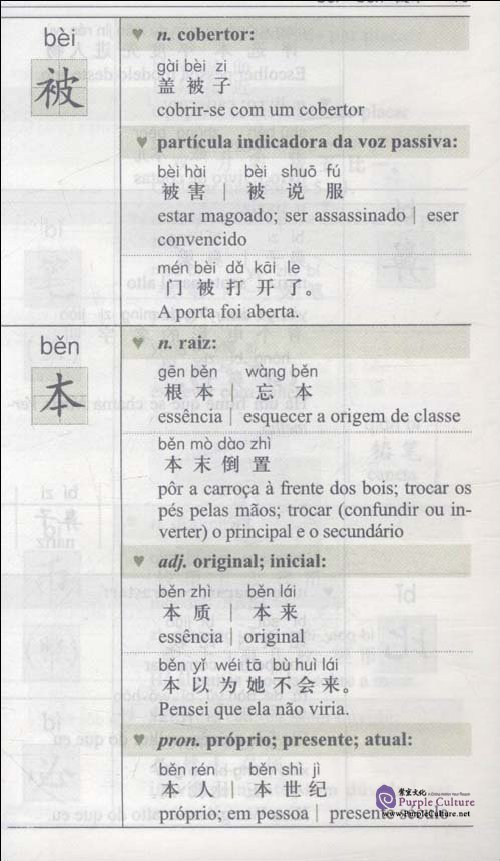 bèi
被
n. cobertor:
gài bèi zi
盖 被 子
cobrir-se com um cobertor
partícula indicadora da voz passiva:
bèi hài | bèi shuō fú
被 害 | 被 说 服
estar magoado; ser assassinado | eser
convencido
mén bèi dǎ kāi le
门 被 打 开 了。
A porta foi aberta.
běn
本
n. raiz:
gēn běn | wàng běn
根 本 | 忘 本
essência | esquecer a origem de classe
běn mò dào zhì
本 末 倒 置
pôr a carroça à frente dos bois; trocar os
pés pelas mãos; trocar (confundir ou in-
verter) o principal e o secundário
adj. original; inicial:
běn zhì | běn lái
本 质 | 本 来
essência | original
běn yǐ wéi tā bú huì lái
本 以 为 她 不 会 来。
Pensei que ela não viria.
pron. próprio; presente; atual:
běn rén | běn shì jì
本 人 | 本 世 纪
próprio; em pessoa | presente século
紫宸文化
Purple Culture
www.PurpleCulture.net